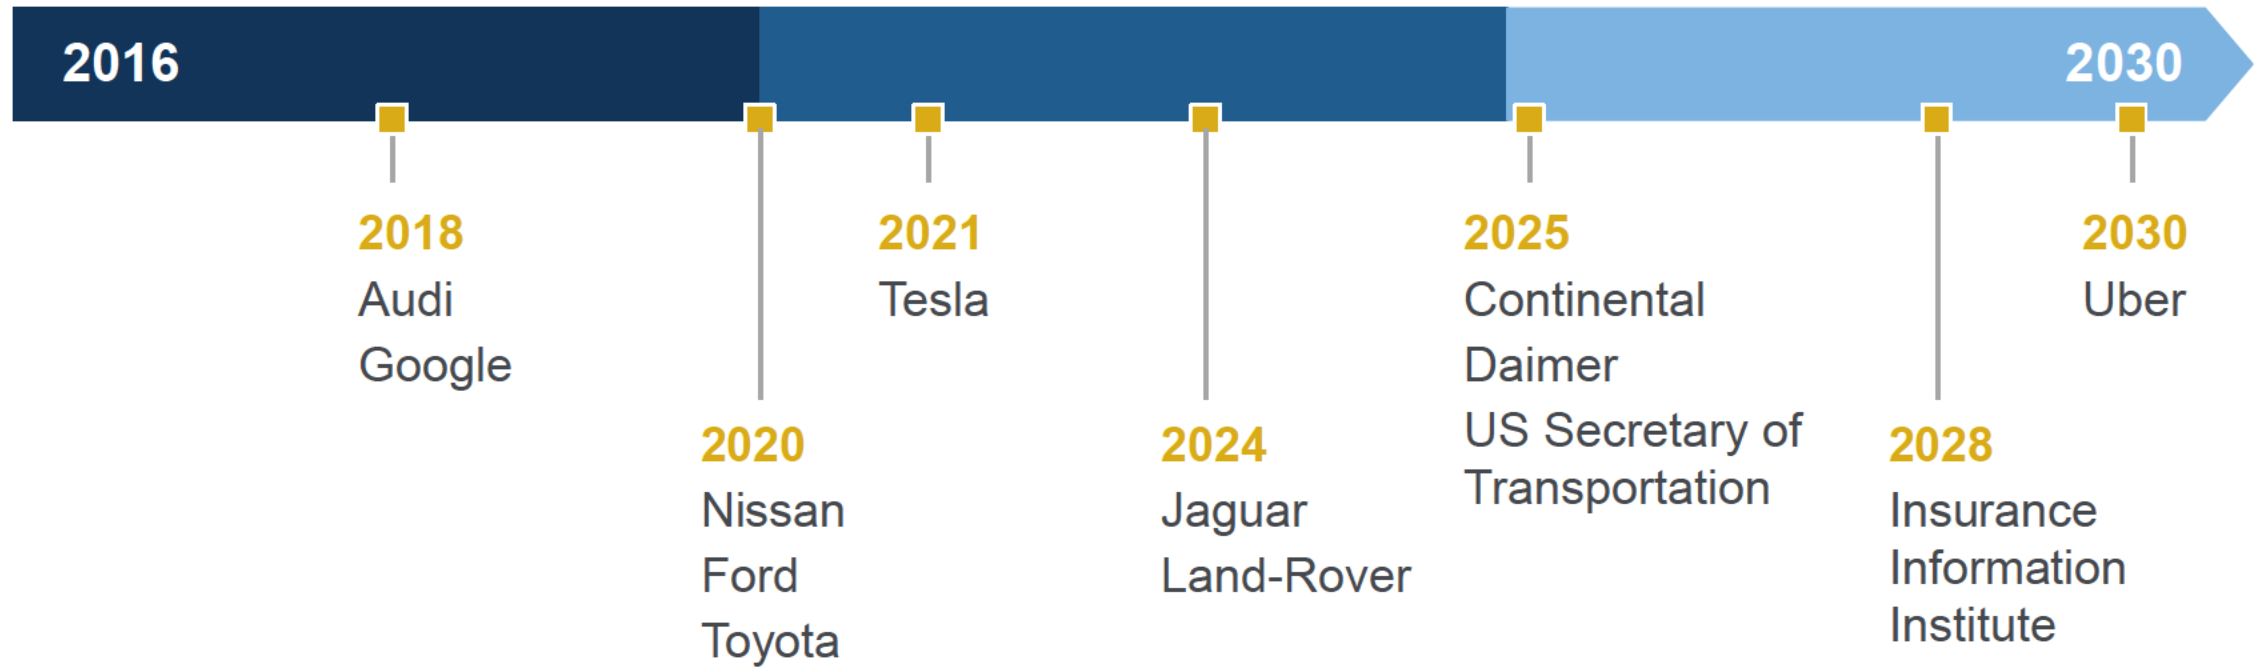 2016
2030
2018
Audi
Google
2020
Nissan
Ford
Toyota
2021
Tesla
2024
Jaguar
Land-Rover
2025
Continental
Daimer
US Secretary of
Transportation
2028
Insurance
Information
Institute
2030
Uber